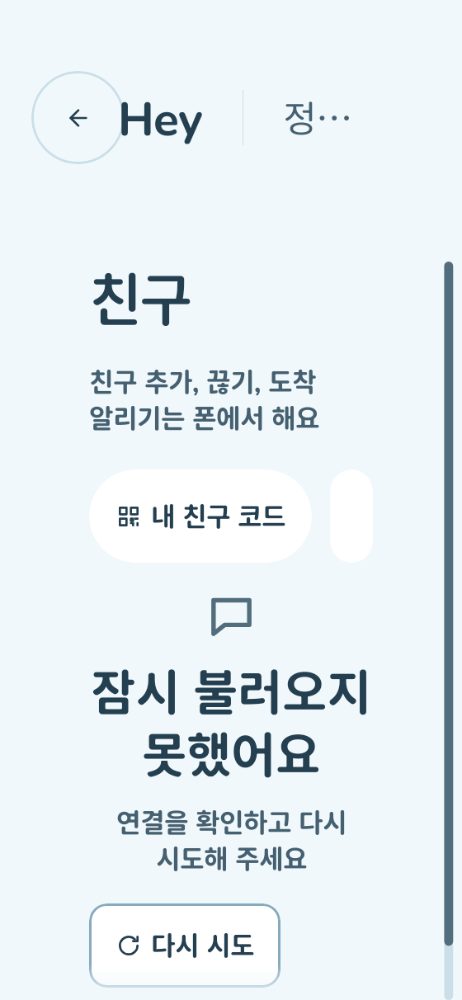 Hey
정…
친구
친구 추가, 끊기, 도착
알리기는 폰에서 해요
내 친구 코드
잠시 불러오지
못했어요
연결을 확인하고 다시
시도해 주세요
다시 시도